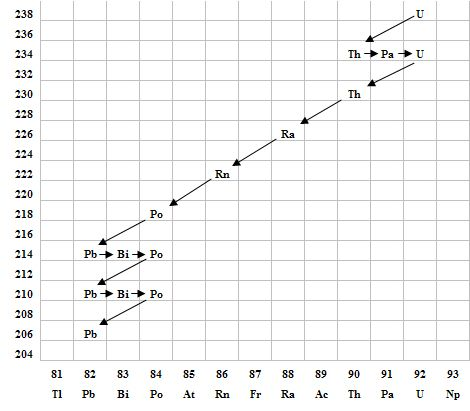 238 U
236
234 Th Pa U
232
230 Th
228
226 Ra
224
222 Rn
220
218 Po
216
214 Pb Bi Po
212
210 Pb Bi Po
208
206 Pb
204
81 82 83 84 85 86 87 88 89 90 91 92 93
Tl Pb Bi Po At Rn Fr Ra Ac Th Pa U Np